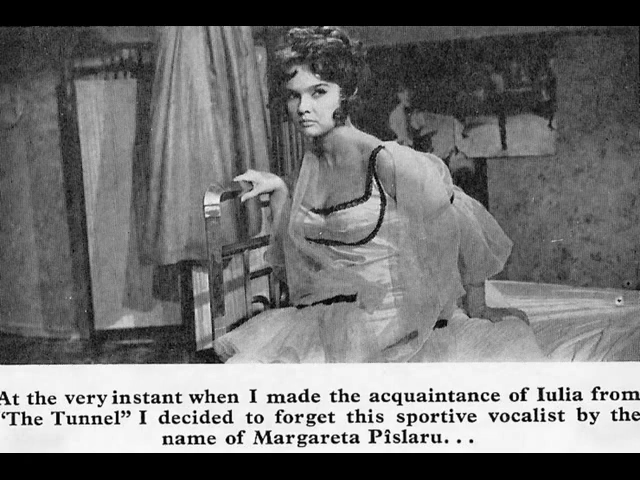 At the very instant when I made the acquaintance of Iulia from
“The Tunnel” I decided to forget this sportive vocalist by the
name of Margareta Pîslaru...